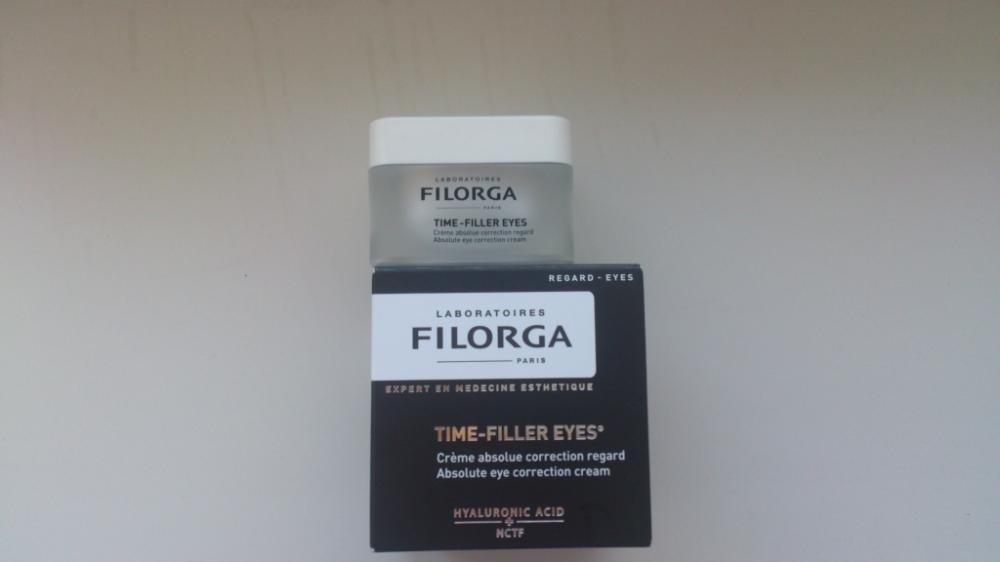 LABORATOIRES
FILORGA
PARIS
TIME-FILLER EYES
Crème absolue correction regard
Absolute eye correction cream
REGARD - EYES
LABORATOIRES
FILORGA
PARIS
EXPERT EN MEDECINE ESTHETIQUE
TIME-FILLER EYES®
Crème absolue correction regard
Absolute eye correction cream
HYALURONIC ACID
+
NCTF